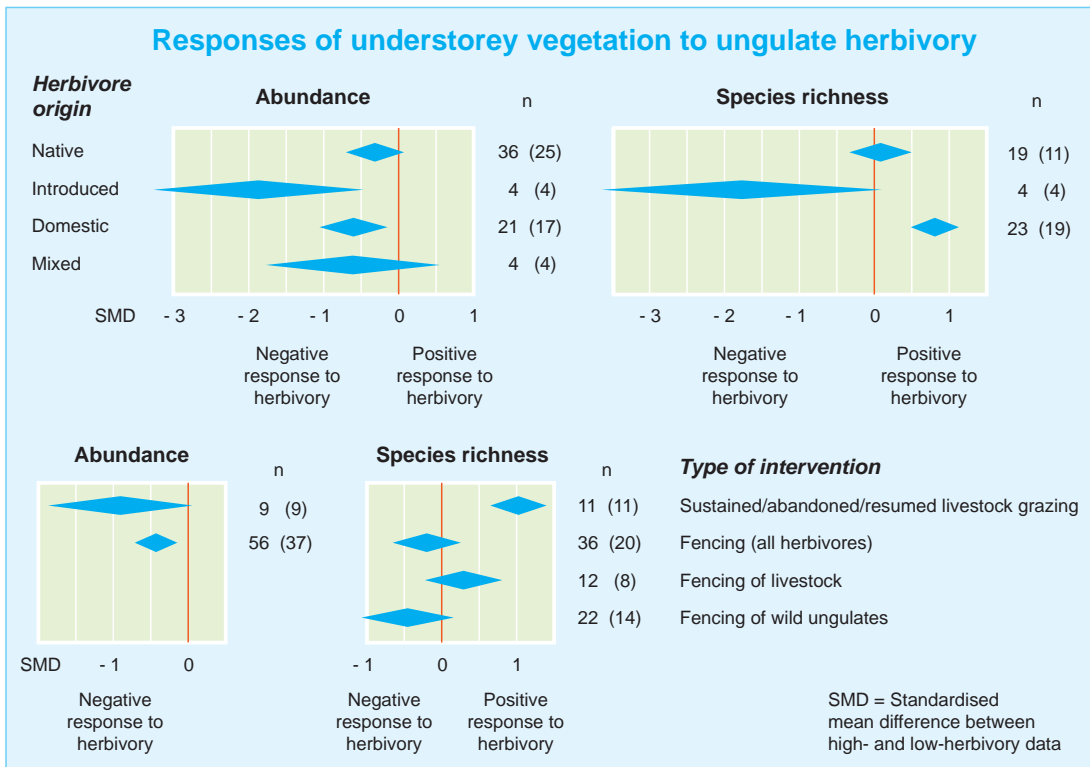 Responses of understorey vegetation to ungulate herbivory
Herbivore
origin
Abundance
n
Species richness
n
Native
36 (25)
19 (11)
Introduced
4 (4)
4 (4)
Domestic
21 (17)
23 (19)
Mixed
4 (4)
SMD
- 3 - 2 - 1 0 1
- 3 - 2 - 1 0 1
Negative
response to
herbivory
Positive
response to
herbivory
Negative
response to
herbivory
Positive
response to
herbivory
Abundance
n
Species richness
n
Type of intervention
9 (9)
11 (11)
Sustained/abandoned/resumed livestock grazing
56 (37)
36 (20)
Fencing (all herbivores)
12 (8)
Fencing of livestock
22 (14)
Fencing of wild ungulates
SMD
- 1 0
- 1 0 1
Negative
response to
herbivory
Negative
response to
herbivory
Positive
response to
herbivory
SMD = Standardised
mean difference between
high- and low-herbivory data